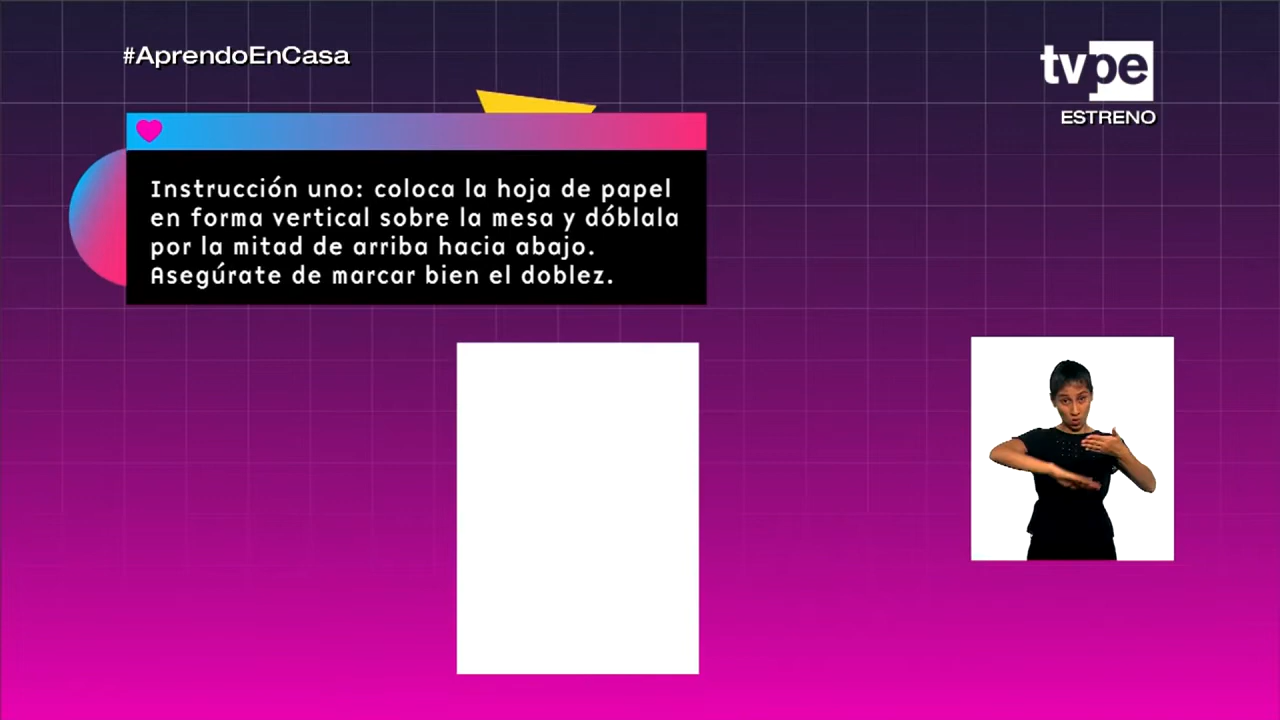 #AprendoEnCasa
tvpe
ESTRENO
Instrucción uno: coloca la hoja de papel
en forma vertical sobre la mesa y dóblala
por la mitad de arriba hacia abajo.
Asegúrate de marcar bien el doblez.